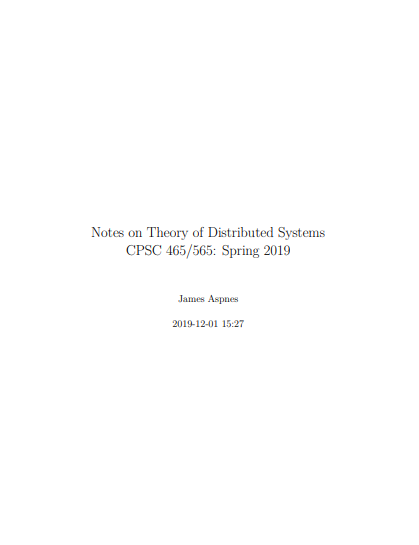 Notes on Theory of Distributed Systems
CPSC 465/565: Spring 2019
James Aspnes
2019-12-01 15:27